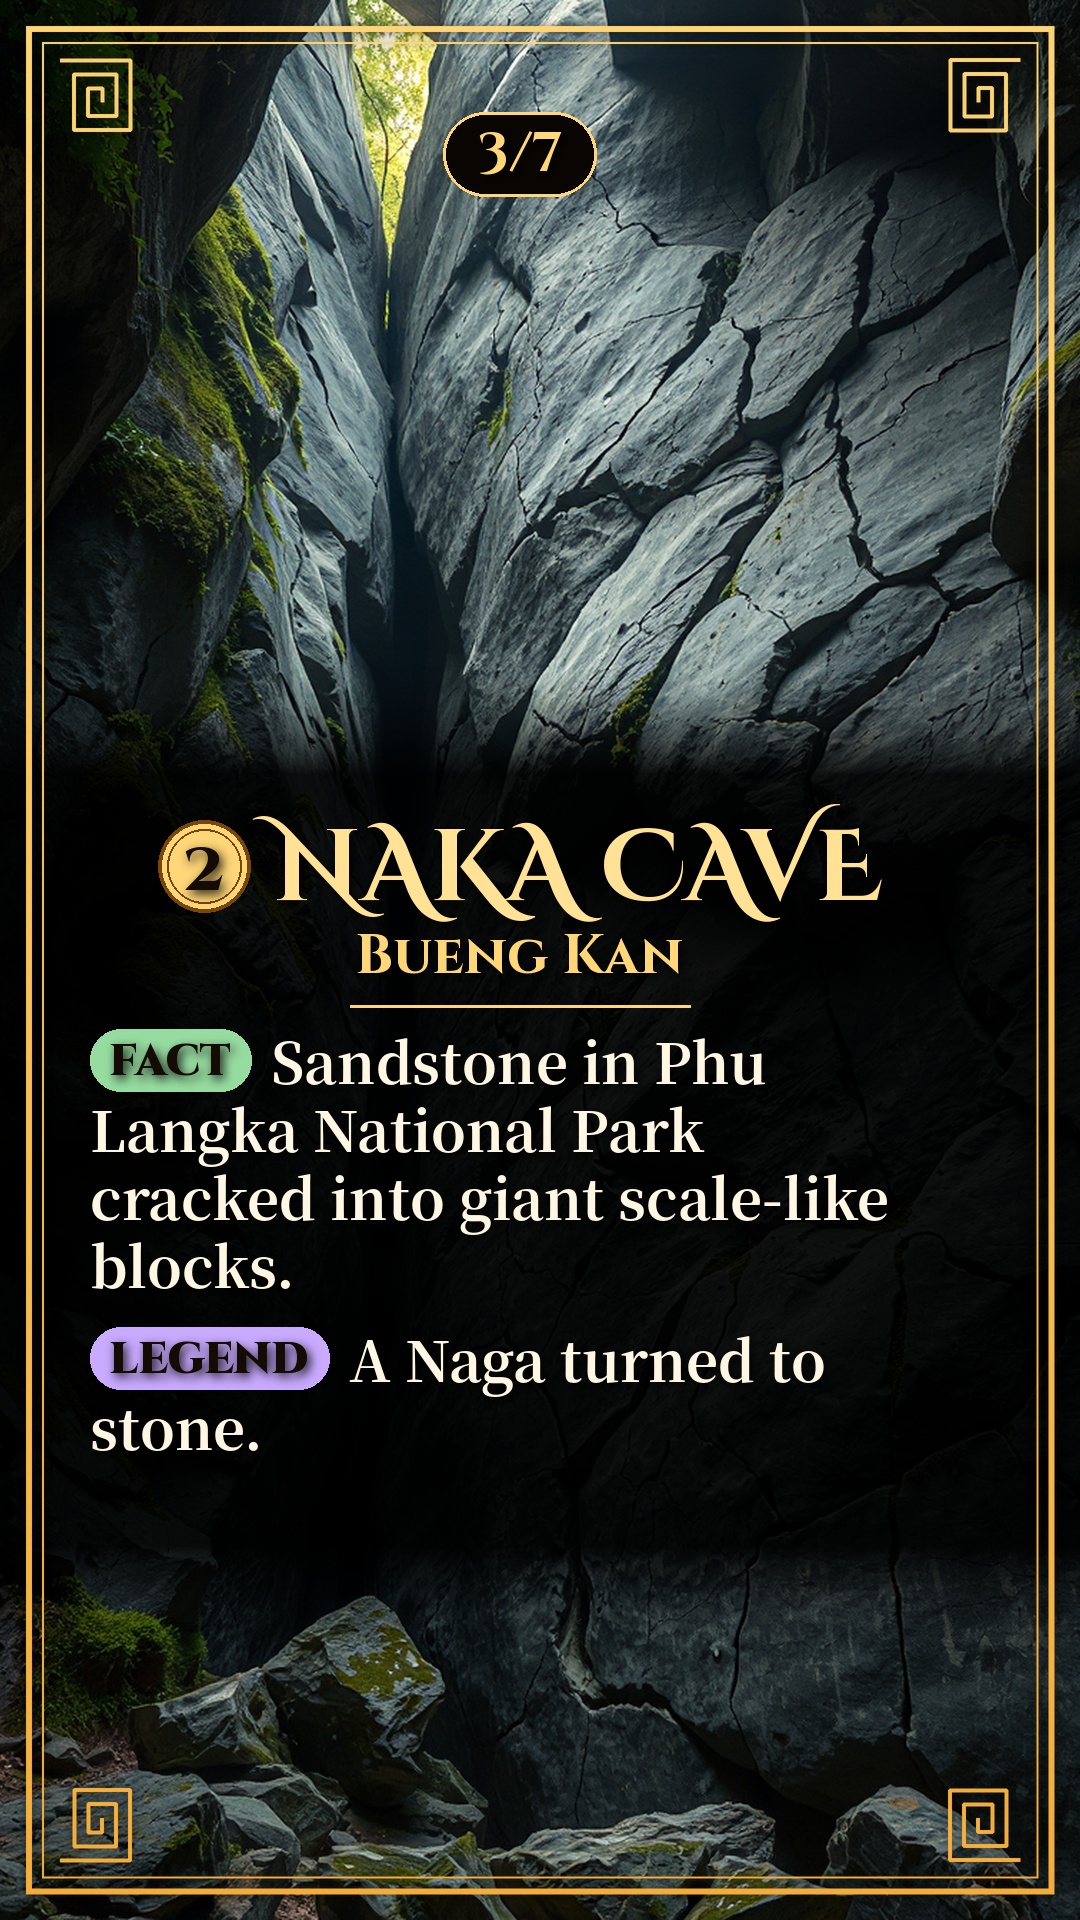 3/7
2 NAKA CAVE
BUENG KAN
FACT Sandstone in Phu
Langka National Park
cracked into giant scale-like
blocks.
LEGEND A Naga turned to
stone.